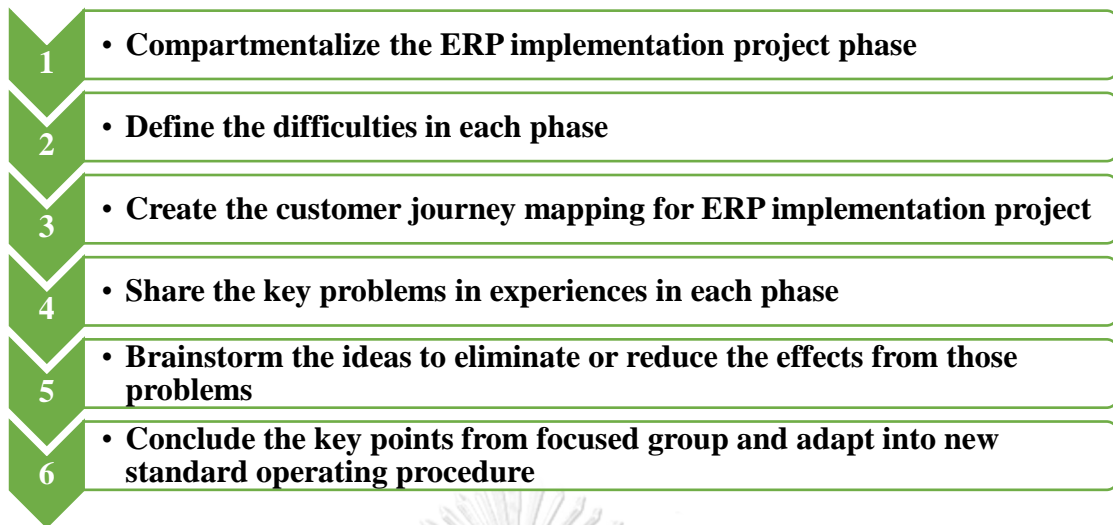 1
• Compartmentalize the ERP implementation project phase
2
• Define the difficulties in each phase
3
• Create the customer journey mapping for ERP implementation project
4
• Share the key problems in experiences in each phase
5
• Brainstorm the ideas to eliminate or reduce the effects from those
problems
6
• Conclude the key points from focused group and adapt into new
standard operating procedure